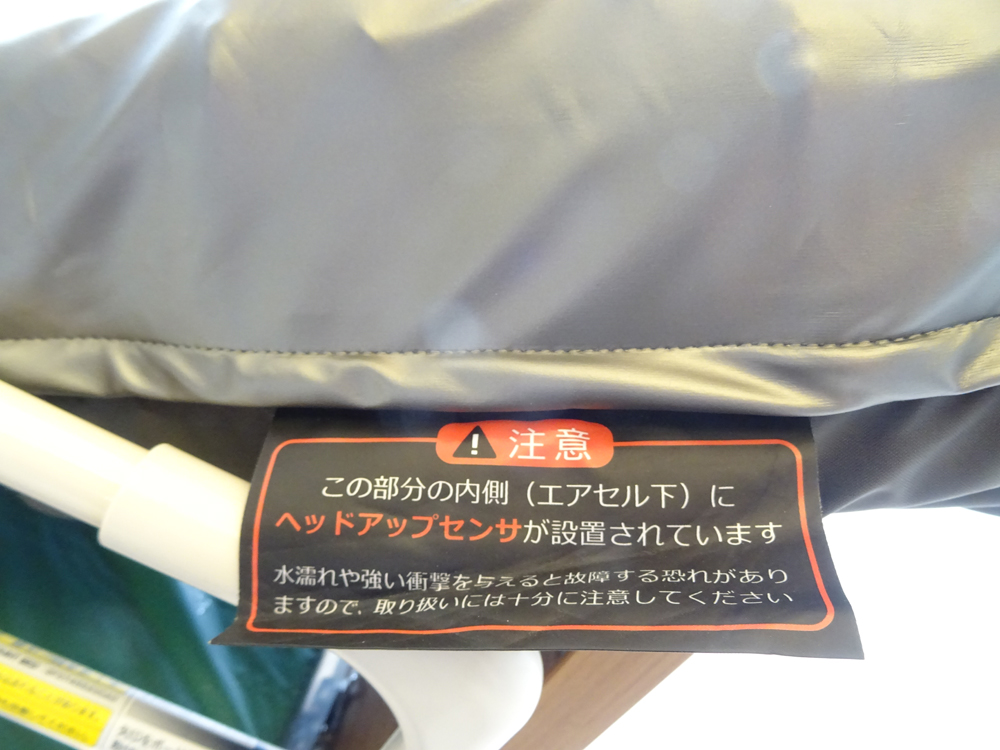 注意
この部分の内側（エアセル下）に
ヘッドアップセンサが設置されています
水濡れや強い衝撃を与えると故障する恐れがあり
ますので、取り扱いには十分に注意してください